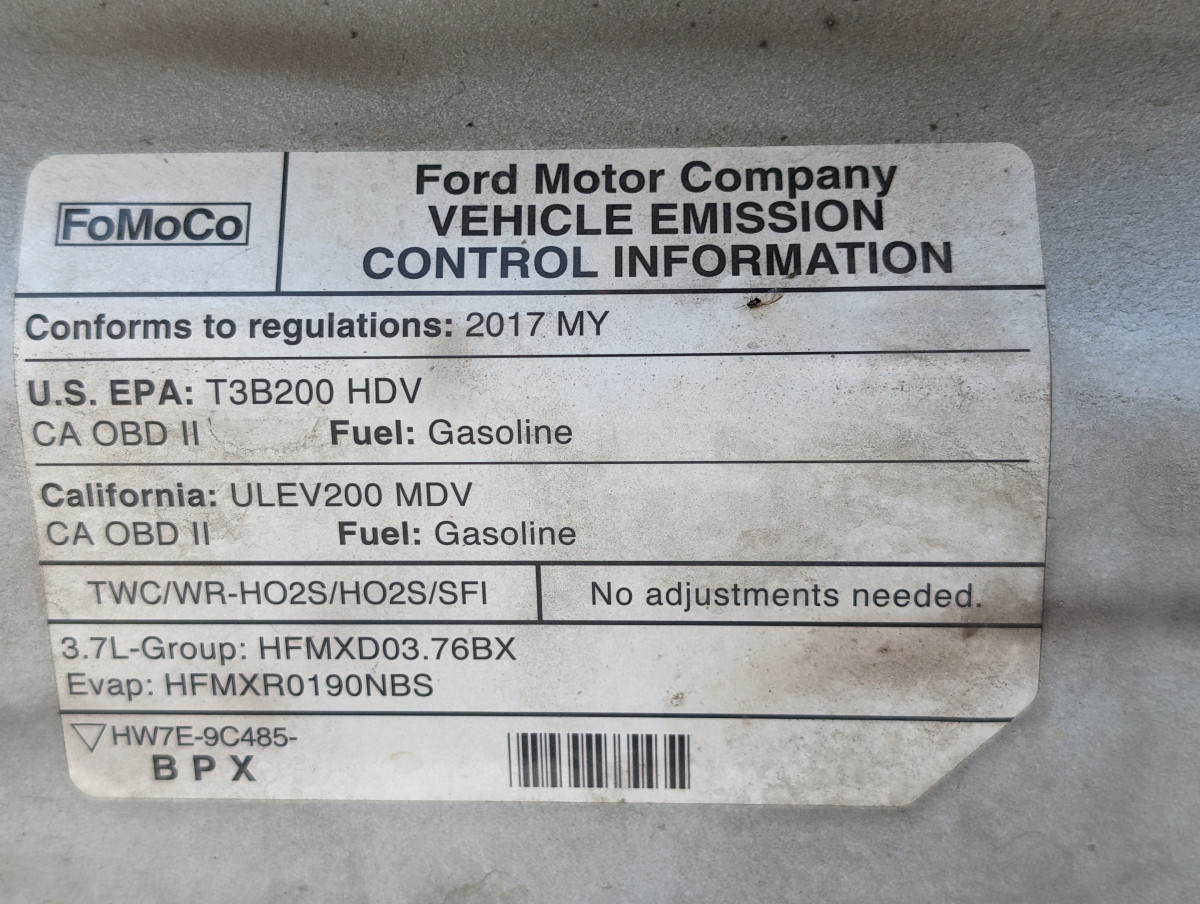 FoMoCo
Ford Motor Company
VEHICLE EMISSION
CONTROL INFORMATION
Conforms to regulations: 2017 MY
U.S. EPA: T3B200 HDV
CA OBD II Fuel: Gasoline
California: ULEV200 MDV
CA OBD II Fuel: Gasoline
TWC/WR-HO2S/HO2S/SFI
No adjustments needed.
3.7L-Group: HFMXD03.76BX
Evap: HFMXR0190NBS
HW7E-9C485-
BPX